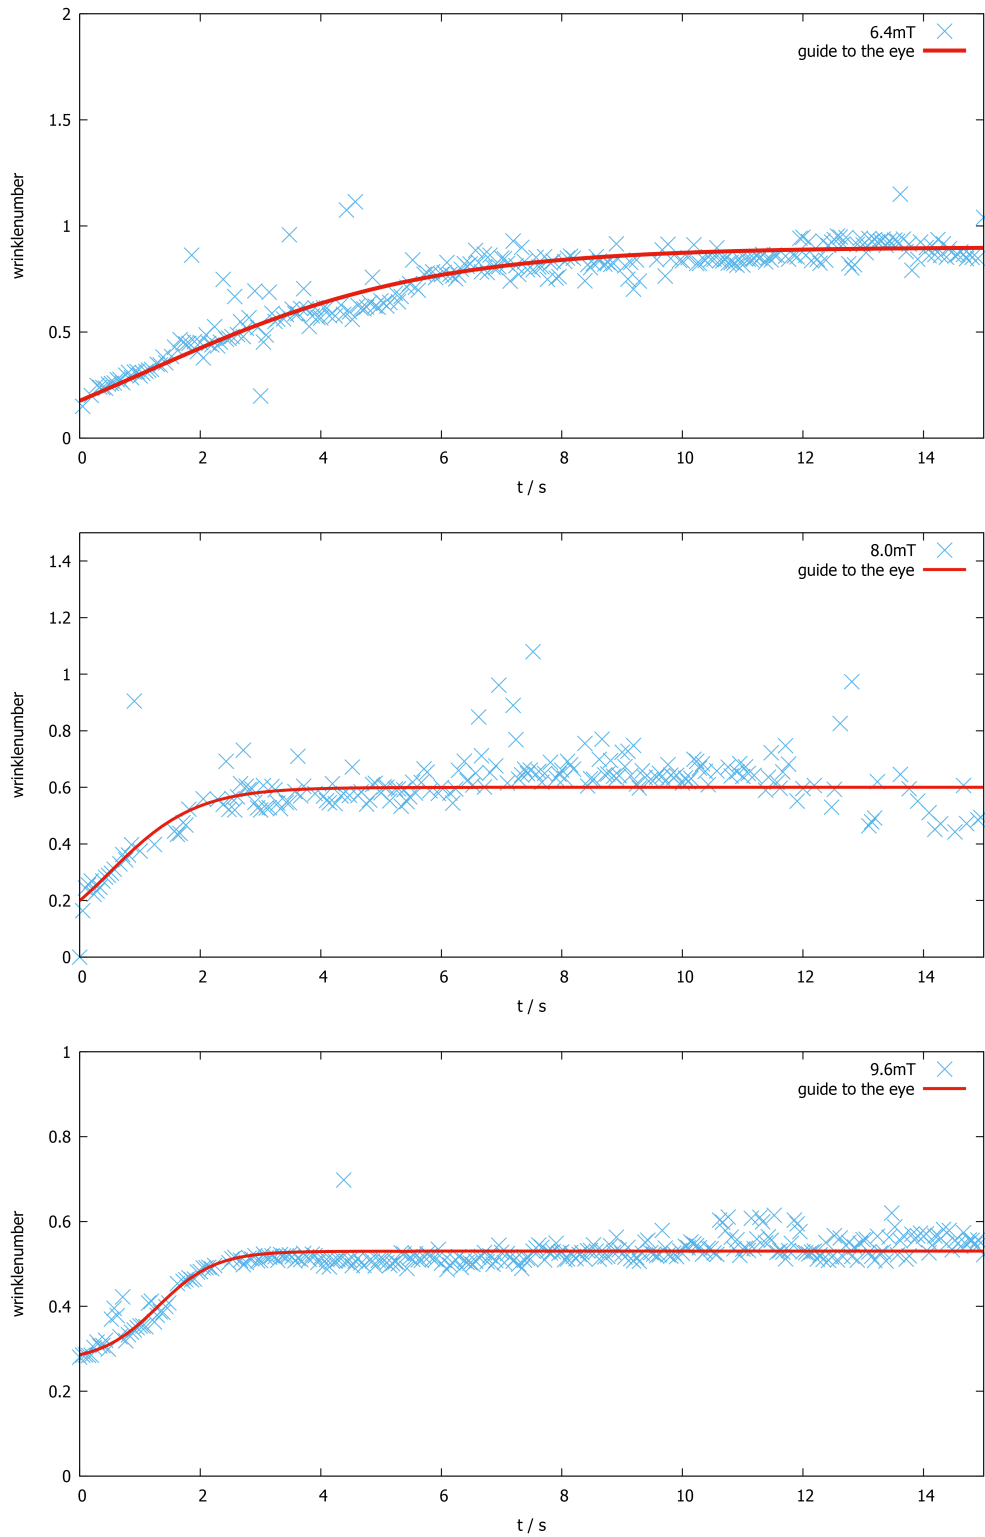 2
6.4mT
guide to the eye
1.5
1
wrinklenumber
0.5
0
0 2 4 6 8 10 12 14
t / s
8.0mT
1.4
guide to the eye
1.2
1
0.8
wrinklenumber
0.6
0.4
0.2
0
0 2 4 6 8 10 12 14
t / s
1
9.6mT
guide to the eye
0.8
0.6
wrinklenumber
0.4
0.2
0
0 2 4 6 8 10 12 14
t / s